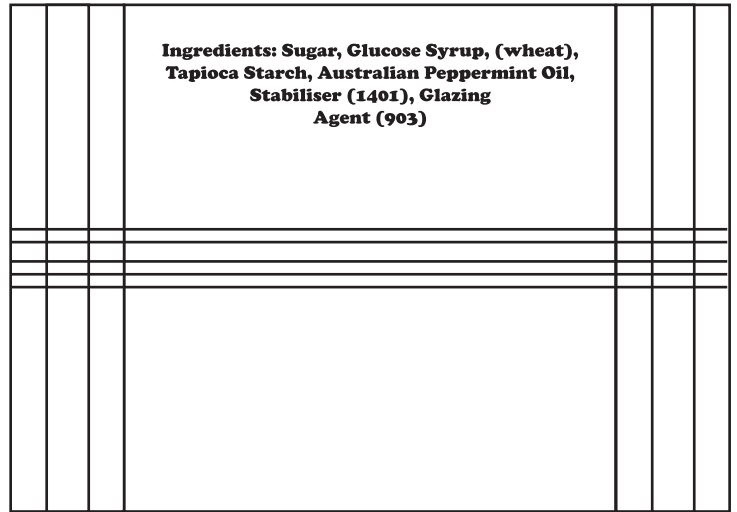 Ingredients: Sugar, Glucose Syrup, (wheat),
Tapioca Starch, Australian Peppermint Oil,
Stabiliser (1401), Glazing
Agent (903)